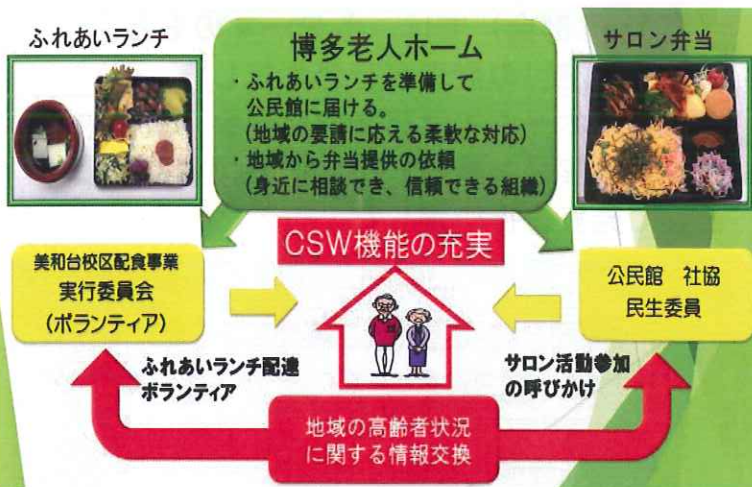 ふれあいランチ
博多老人ホーム
・ふれあいランチを準備して
公民館に届ける。
(地域の要請に応える柔軟な対応)
・地域から弁当提供の依頼
(身近に相談でき、信頼できる組織)
サロン弁当
CSW機能の充実
美和台校区配食事業
実行委員会
(ボランティア)
公民館 社協
民生委員
ふれあいランチ配達
ボランティア
サロン活動参加
の呼びかけ
地域の高齢者状況
に関する情報交換